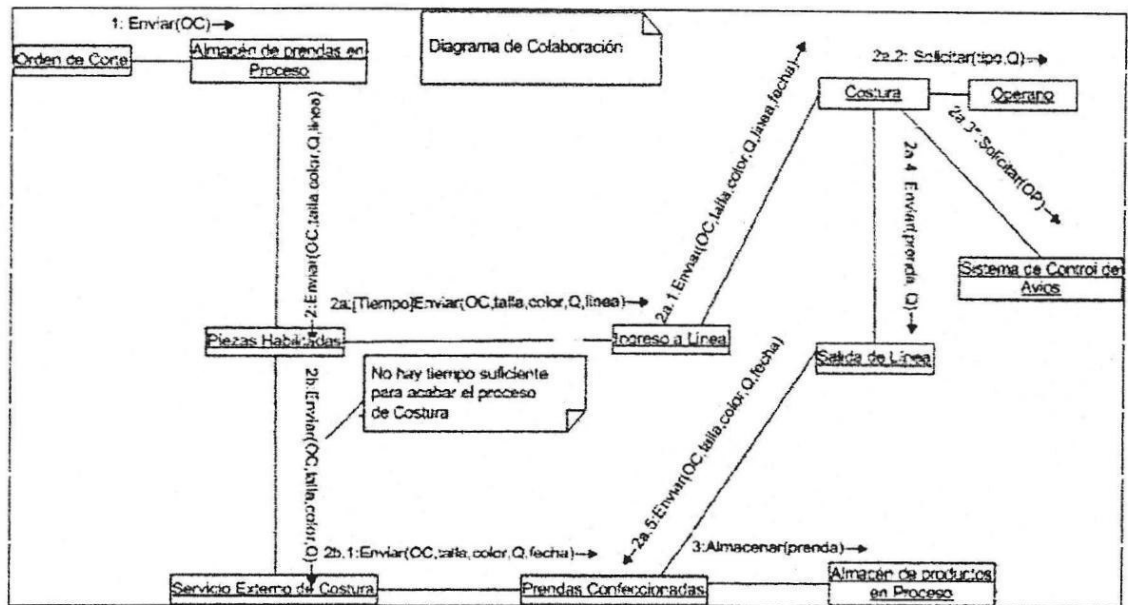 1: Enviar(OC)
Orden de Corte
Almacén de prendas en
Proceso
Diagrama de Colaboración
2a.2: Solicitar(tipo,Q)
Costura
Operario
2:Enviar(OC,talla,color,Q,linea)
2a.1:Enviar(OC,talla,color,Q,linea,fecha)
2a.3*:Solicitar(OP)
2a.4: Enviar(prenda, Q)
Sistema de Control de
Avios
2a:[Tiempo]Enviar(OC,talla,color,Q,linea)
Piezas Habilitadas
Ingreso a Linea
Salida de Linea
No hay tiempo suficiente
para acabar el proceso
de Costura
2b:Enviar(OC,talla,color,Q)
2a.5:Enviar(OC,talla,color,Q,fecha)
2b.1:Enviar(OC,talla,color,Q,fecha)
3:Almacenar(prenda)
Servicio Externo de Costura
Prendas Confeccionadas
Almacén de productos
en Proceso